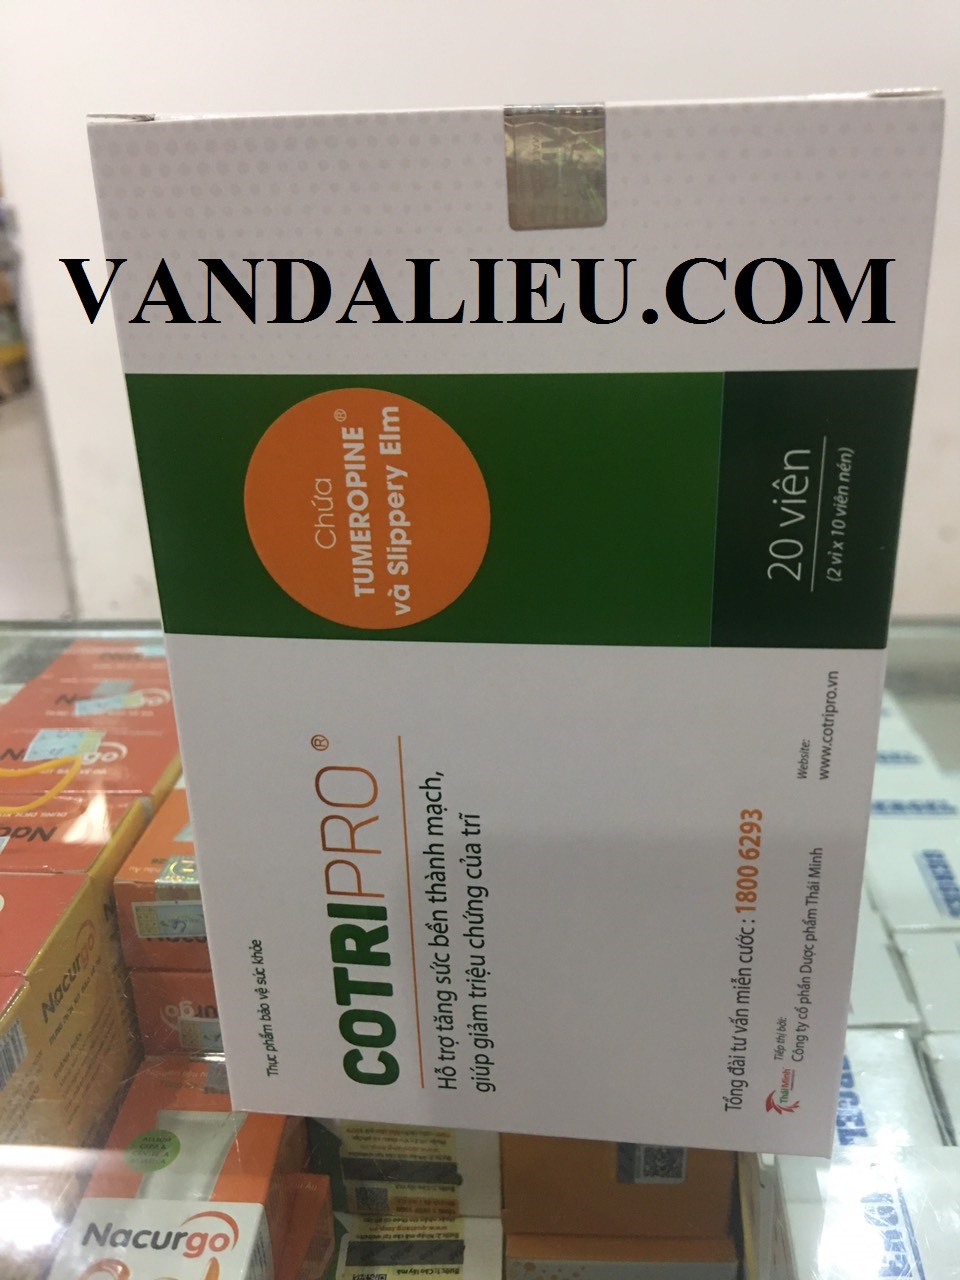 VANDALIEU.COM
Thực phẩm bảo vệ sức khỏe
COTRIPRO®
Hỗ trợ tăng sức bền thành mạch,
giúp giảm triệu chứng của trĩ
Chứa
TUMEROPINE®
và Slippery Elm
20 viên
(2 vỉ x 10 viên nén)
Tổng đài tư vấn miễn cước: 1800 6293
Thái Minh
Tiếp thị bởi:
Công ty cổ phần Dược phẩm Thái Minh
Website:
www.cotripro.vn
Nacurgo
Nacurgo